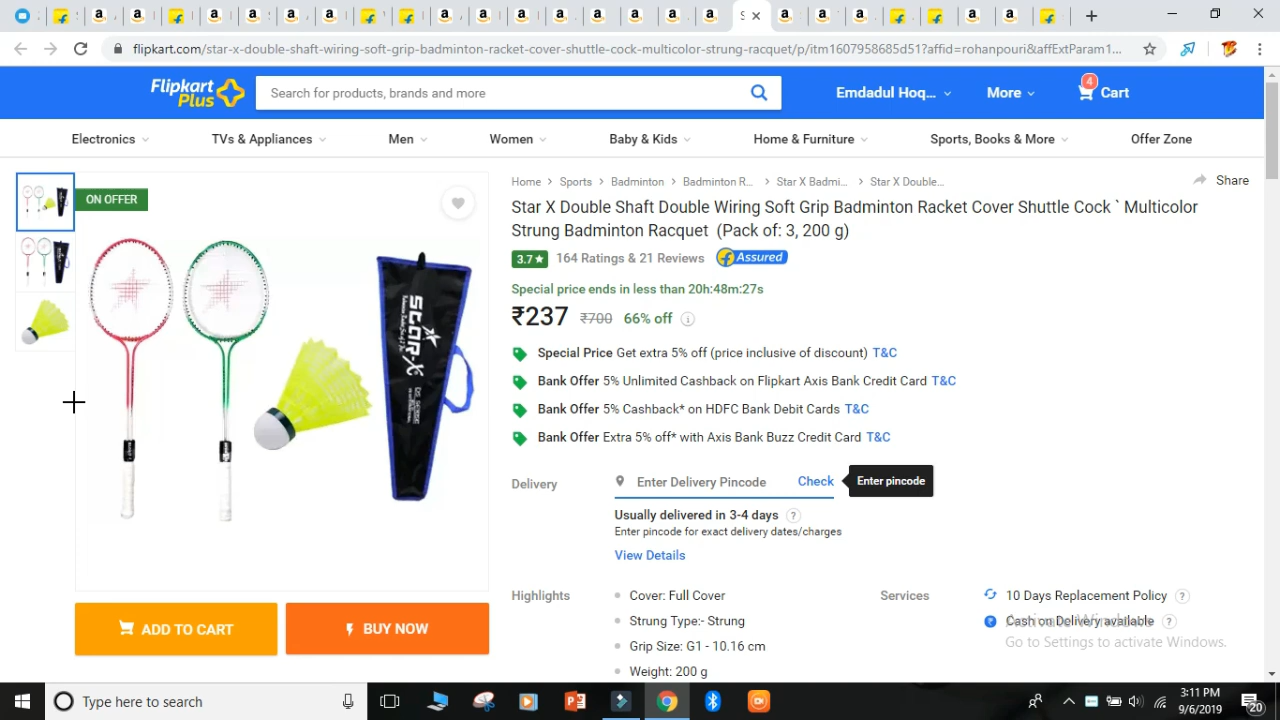 flipkart.com/star-x-double-shaft-wiring-soft-grip-badminton-racket-cover-shuttle-cock-multicolor-strung-racquet/p/itm1607958685d51?affid=rohanpouri&affExtParam1...
Flipkart Plus
Search for products, brands and more
Emdadul Hoq...
More
4
Cart
Electronics
TVs & Appliances
Men
Women
Baby & Kids
Home & Furniture
Sports, Books & More
Offer Zone
ON OFFER
Home > Sports > Badminton > Badminton R... > Star X Badmi... > Star X Double...
Share
Star X Double Shaft Double Wiring Soft Grip Badminton Racket Cover Shuttle Cock ` Multicolor
Strung Badminton Racquet (Pack of: 3, 200 g)
3.7★ 164 Ratings & 21 Reviews Assured
Special price ends in less than 20h:48m:27s
₹237 ₹700 66% off
Special Price Get extra 5% off (price inclusive of discount) T&C
Bank Offer 5% Unlimited Cashback on Flipkart Axis Bank Credit Card T&C
Bank Offer 5% Cashback* on HDFC Bank Debit Cards T&C
Bank Offer Extra 5% off* with Axis Bank Buzz Credit Card T&C
STAR-X
Delivery
Enter Delivery Pincode
Check
Enter pincode
Usually delivered in 3-4 days ?
Enter pincode for exact delivery dates/charges
View Details
Highlights
Cover: Full Cover
Strung Type:- Strung
Grip Size: G1 - 10.16 cm
Weight: 200 g
Services
10 Days Replacement Policy ?
Cash on Delivery available ?
Activate Windows
Go to Settings to activate Windows.
ADD TO CART
BUY NOW
Type here to search
3:11 PM
9/6/2019
20